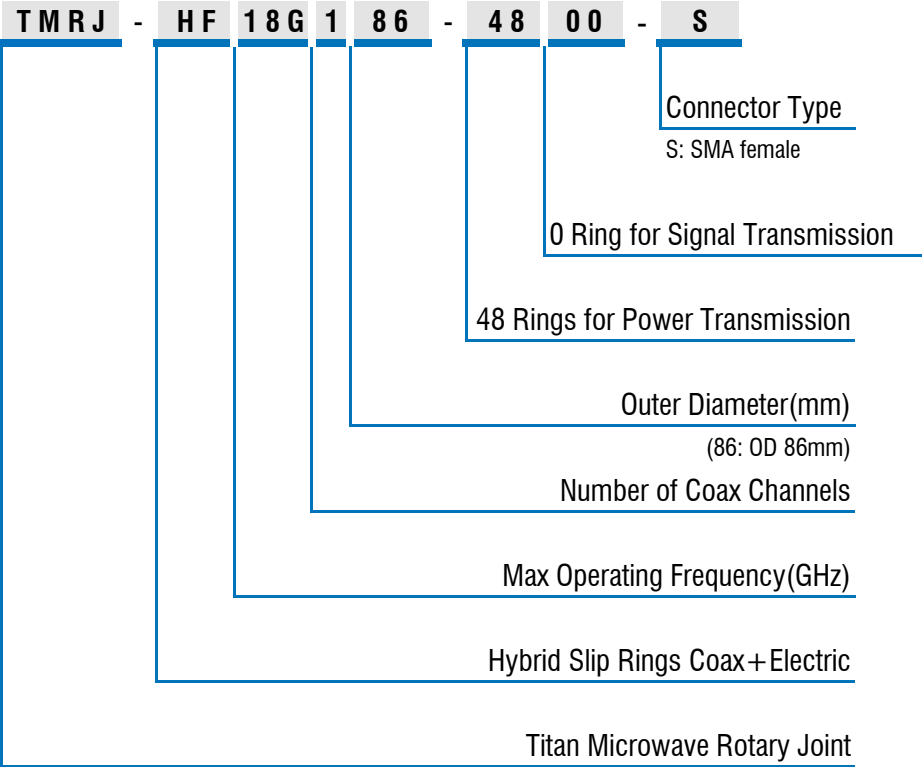 TMRJ - HF 18G 1 86 - 48 00 - S
Connector Type
S: SMA female
0 Ring for Signal Transmission
48 Rings for Power Transmission
Outer Diameter(mm)
(86: OD 86mm)
Number of Coax Channels
Max Operating Frequency(GHz)
Hybrid Slip Rings Coax+Electric
Titan Microwave Rotary Joint